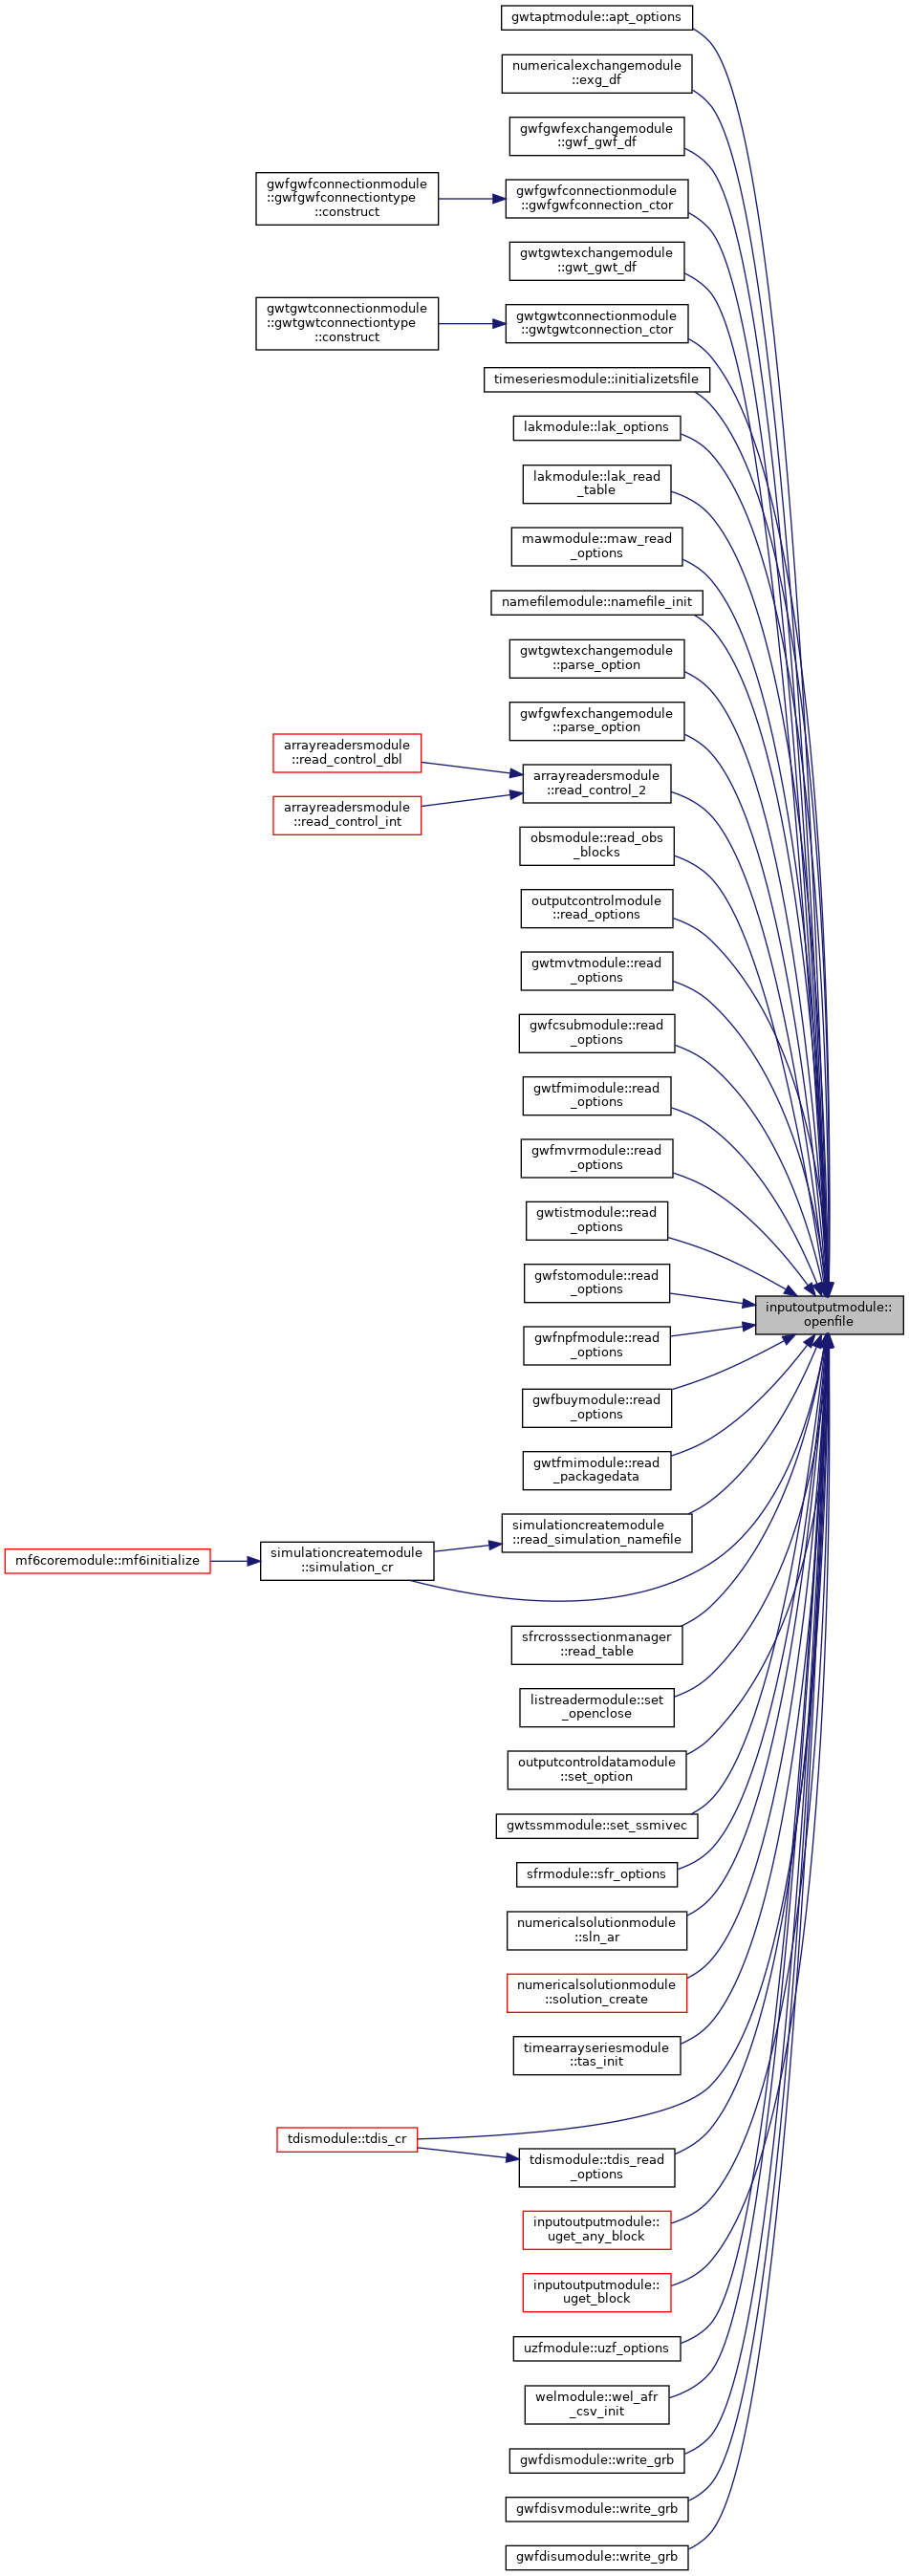 gwtaptmodule::apt_options
numericalexchangemodule
::exg_df
gwfgwfexchangemodule
::gwf_gwf_df
gwfgwfconnectionmodule
::gwfgwfconnectiontype
::construct
gwfgwfconnectionmodule
::gwfgwfconnection_ctor
gwtgwtexchangemodule
::gwt_gwt_df
gwtgwtconnectionmodule
::gwtgwtconnectiontype
::construct
gwtgwtconnectionmodule
::gwtgwtconnection_ctor
timeseriesmodule::initializetsfile
lakmodule::lak_options
lakmodule::lak_read
_table
mawmodule::maw_read
_options
namefilemodule::namefile_init
gwtgwtexchangemodule
::parse_option
gwfgwfexchangemodule
::parse_option
arrayreadersmodule
::read_control_dbl
arrayreadersmodule
::read_control_2
arrayreadersmodule
::read_control_int
obsmodule::read_obs
_blocks
outputcontrolmodule
::read_options
gwtmvtmodule::read
_options
gwfcsubmodule::read
_options
gwtfmimodule::read
_options
gwfmvrmodule::read
_options
gwtistmodule::read
_options
gwfstomodule::read
_options
inputoutputmodule::
openfile
gwfnpfmodule::read
_options
gwfbuymodule::read
_options
gwtfmimodule::read
_packagedata
simulationcreatemodule
::read_simulation_namefile
mf6coremodule::mf6initialize
simulationcreatemodule
::simulation_cr
sfrcrosssectionmanager
::read_table
listreadermodule::set
_openclose
outputcontroldatamodule
::set_option
gwtssmmodule::set_ssmivec
sfrmodule::sfr_options
numericalsolutionmodule
::sln_ar
numericalsolutionmodule
::solution_create
timearrayseriesmodule
::tas_init
tdismodule::tdis_cr
tdismodule::tdis_read
_options
inputoutputmodule::
uget_any_block
inputoutputmodule::
uget_block
uzfmodule::uzf_options
welmodule::wel_afr
_csv_init
gwfdismodule::write_grb
gwfdisvmodule::write_grb
gwfdisumodule::write_grb